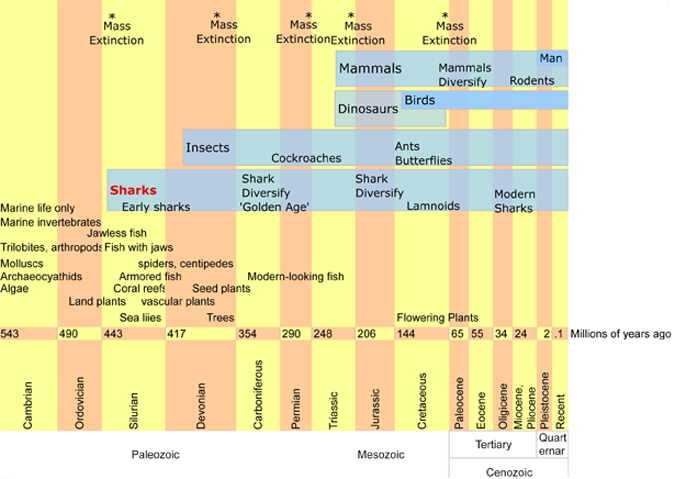 * * * * *
Mass Extinction
Mass Extinction
Mass Extinction
Mass Extinction
Mass Extinction
Man
Mammals
Mammals Diversify
Rodents
Birds
Dinosaurs
Insects
Cockroaches
Ants
Butterflies
Sharks
Early sharks
Shark Diversify 'Golden Age'
Shark Diversify
Lamnoids
Modern Sharks
Marine life only
Marine invertebrates
Jawless fish
Trilobites, arthropods
Fish with jaws
Molluscs
spiders, centipedes
Archaeocyathids
Armored fish
Modern-looking fish
Algae
Coral reefs
Seed plants
Land plants
vascular plants
Sea liies
Trees
Flowering Plants
543 490 443 417 354 290 248 206 144 65 55 34 24 2 .1 Millions of years ago
Cambrian
Ordovician
Silurian
Devonian
Carboniferous
Permian
Triassic
Jurassic
Cretaceous
Paleocene
Eocene
Oligicene
Miocene, Pliocene
Pleistocene
Recent
Paleozoic
Mesozoic
Tertiary
Quart ernar
Cenozoic